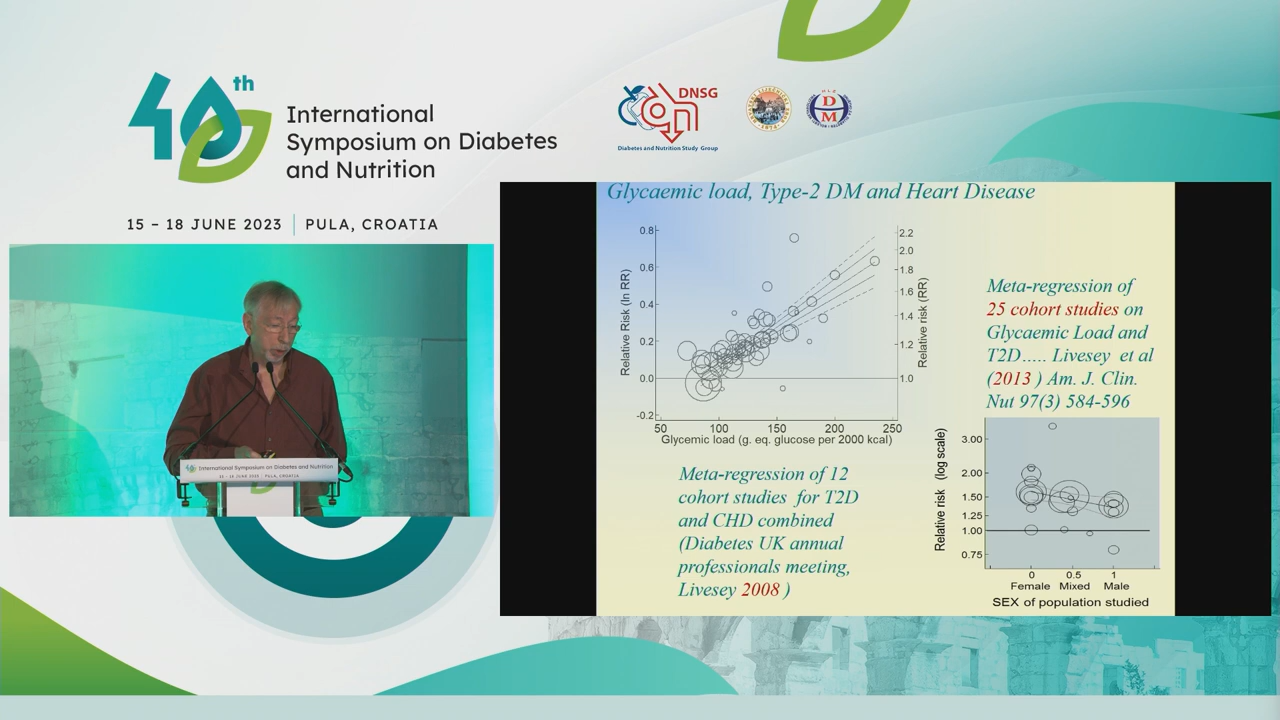 40th
International
Symposium on Diabetes
and Nutrition
15 – 18 JUNE 2023 | PULA, CROATIA
DNSG
Diabetes and Nutrition Study Group
D
M
International Symposium on Diabetes and Nutrition
15 - 18 JUNE 2023 | PULA, CROATIA
Glycaemic load, Type-2 DM and Heart Disease
Relative Risk (ln RR)
0.8
0.6
0.4
0.2
0.0
-0.2
2.2
2.0
1.8
1.6
1.4
1.2
1.0
Relative risk (RR)
50 100 150 200 250
Glycemic load (g. eq. glucose per 2000 kcal)
Meta-regression of 12
cohort studies for T2D
and CHD combined
(Diabetes UK annual
professionals meeting,
Livesey 2008 )
Meta-regression of
25 cohort studies on
Glycaemic Load and
T2D..... Livesey et al
(2013 ) Am. J. Clin.
Nut 97(3) 584-596
Relative risk (log scale)
3.00
2.00
1.50
1.25
1.00
0.75
0 0.5 1
Female Mixed Male
SEX of population studied